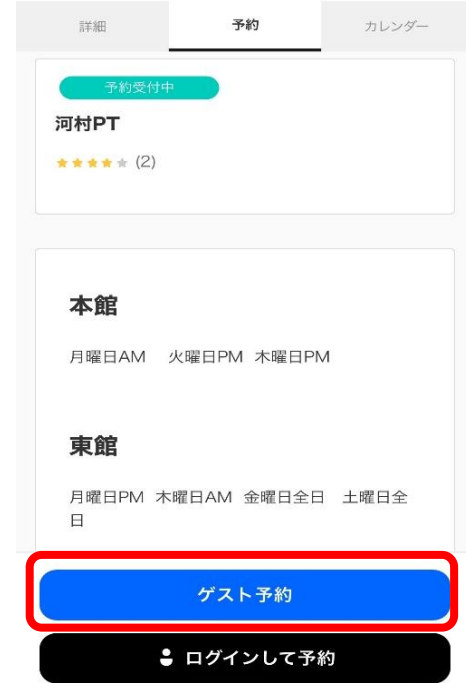 詳細 予約 カレンダー
予約受付中
河村PT
★★★★★ (2)
本館
月曜日AM 火曜日PM 木曜日PM
東館
月曜日PM 木曜日AM 金曜日全日 土曜日全
日
ゲスト予約
ログインして予約